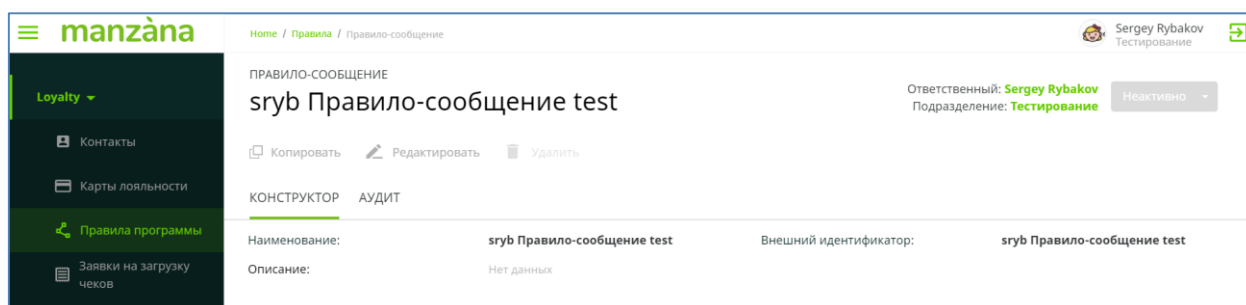 manzàna
Home / Правила / Правило-сообщение
Sergey Rybakov
Тестирование
Loyalty
Контакты
Карты лояльности
Правила программы
Заявки на загрузку
чеков
ПРАВИЛО-СООБЩЕНИЕ
sryb Правило-сообщение test
Ответственный: Sergey Rybakov
Подразделение: Тестирование
Неактивно
Копировать Редактировать Удалить
КОНСТРУКТОР АУДИТ
Наименование: sryb Правило-сообщение test Внешний идентификатор: sryb Правило-сообщение test
Описание: Нет данных